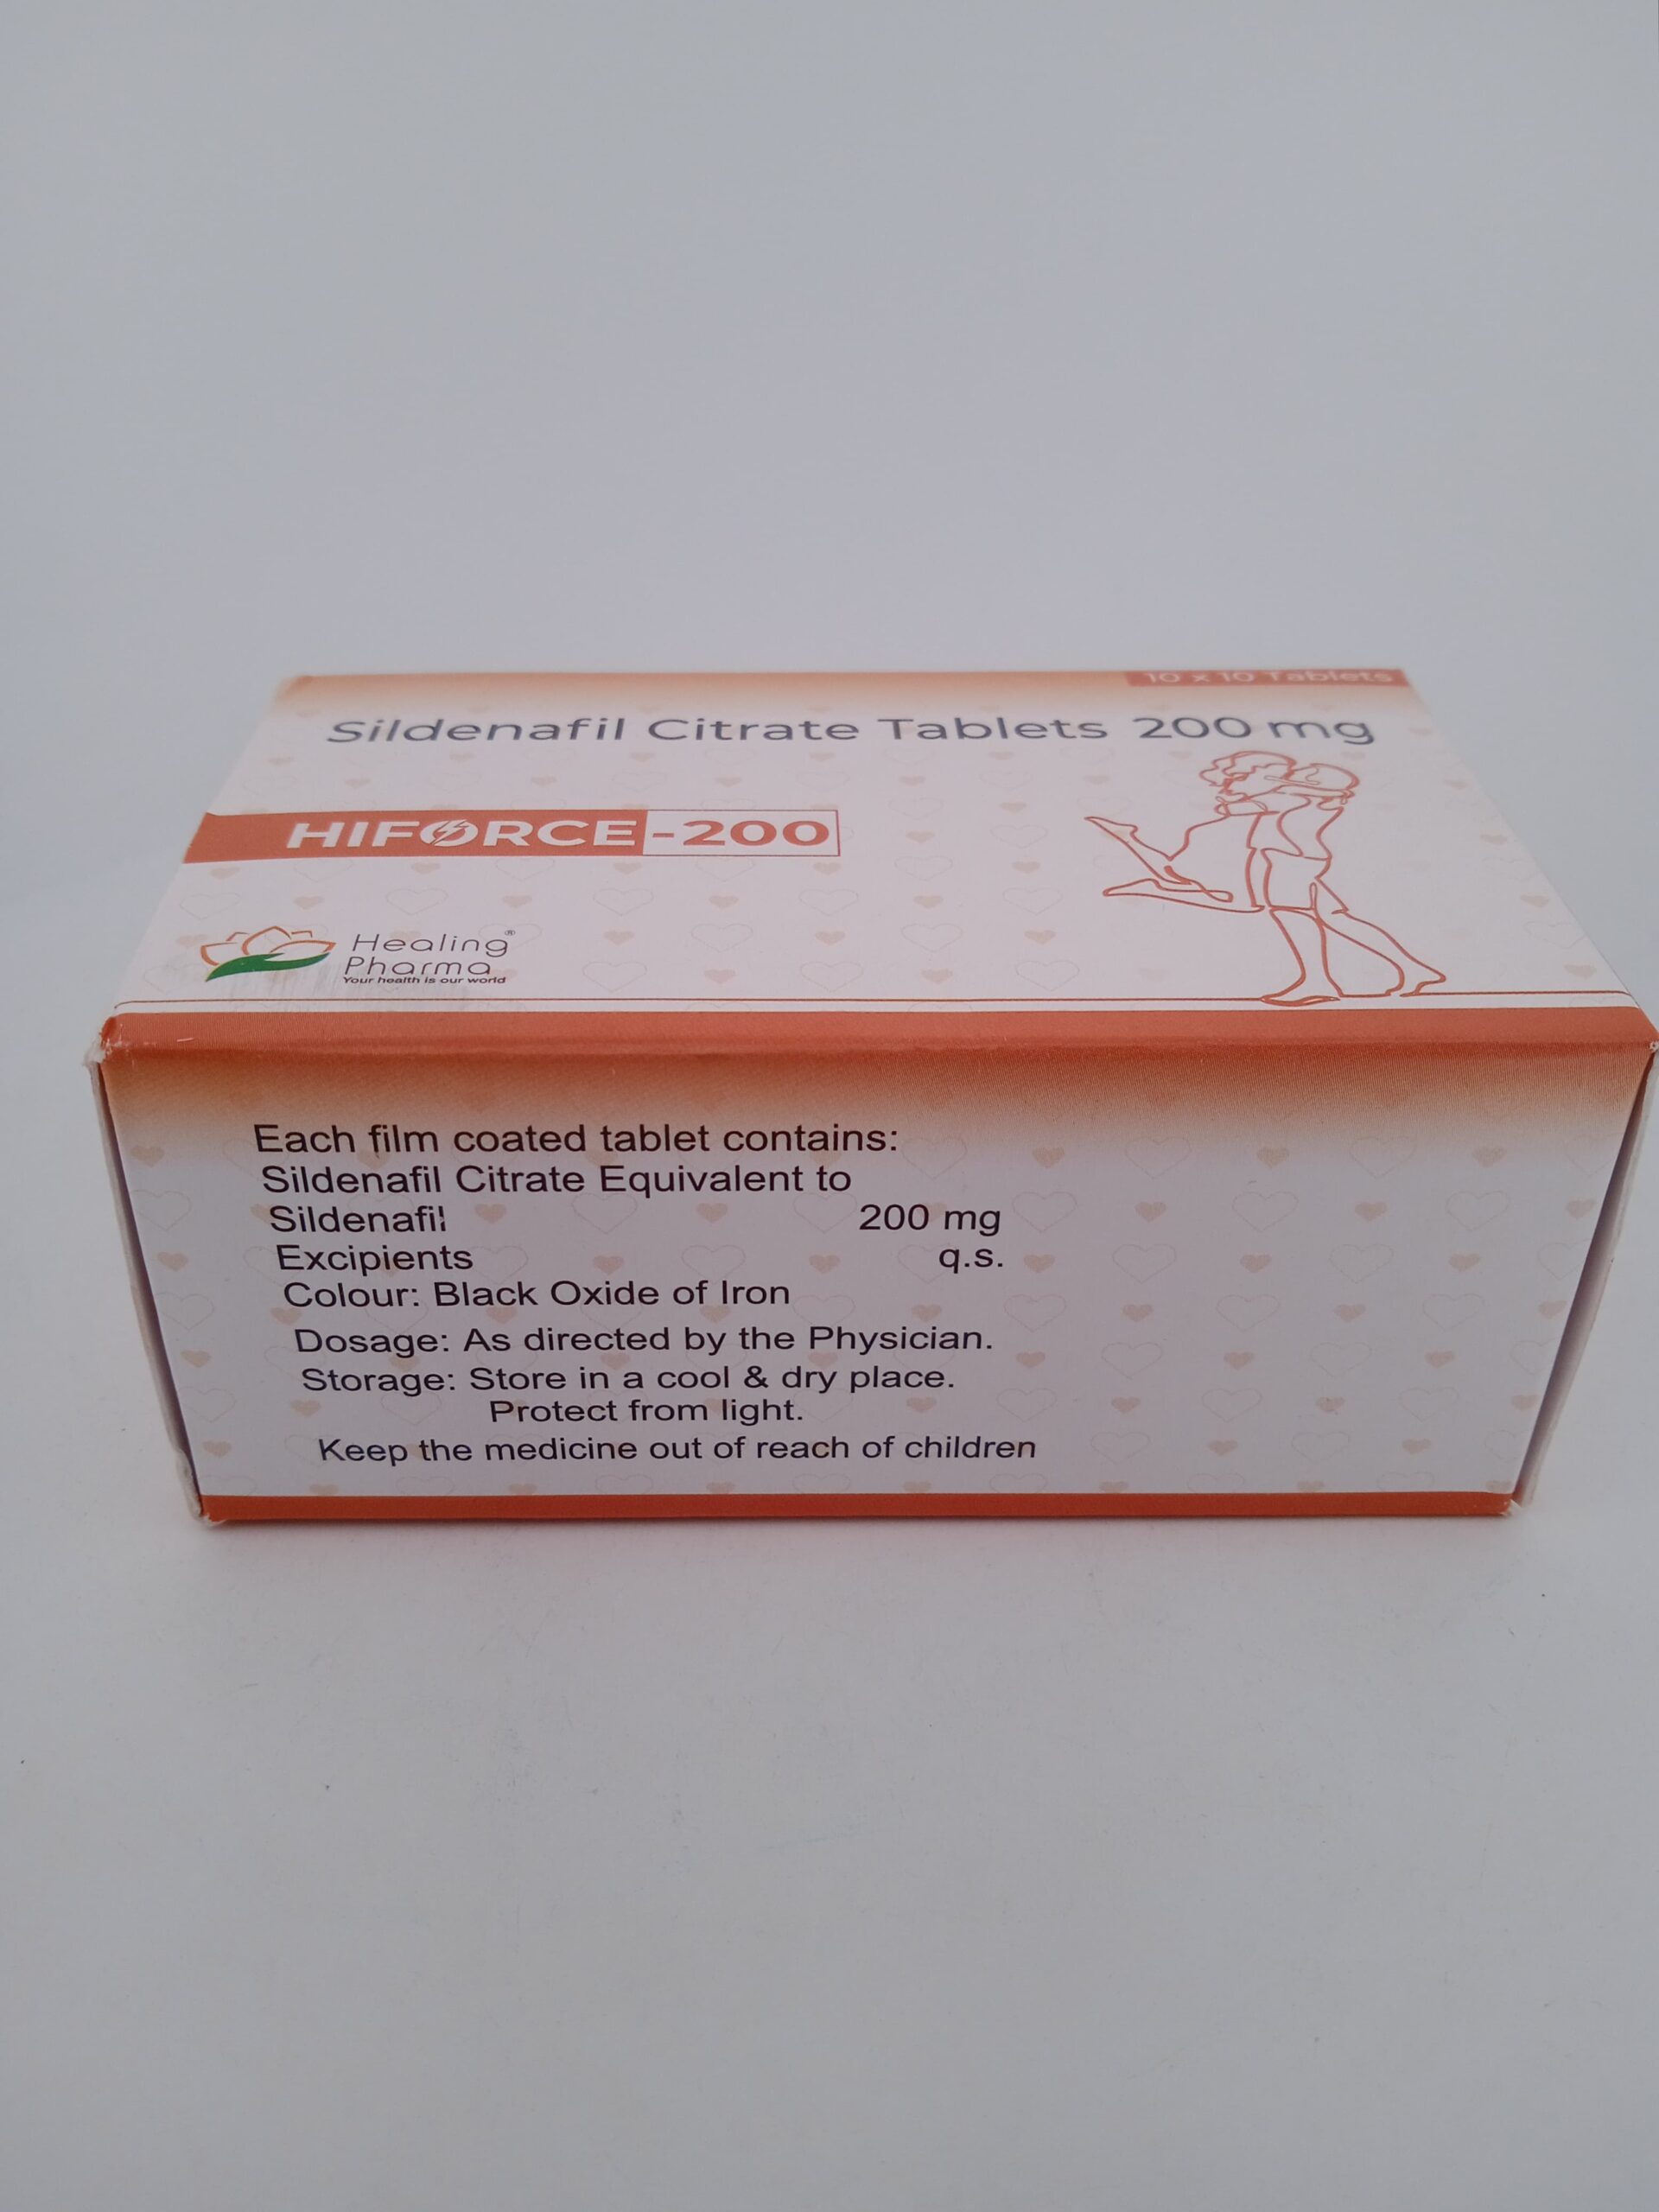 10 x 10 Tablets
Sildenafil Citrate Tablets 200 mg
HIFORCE-200
Healing®
Pharma
Your health is our world
Each film coated tablet contains:
Sildenafil Citrate Equivalent to
Sildenafil 200 mg
Excipients q.s.
Colour: Black Oxide of Iron
Dosage: As directed by the Physician.
Storage: Store in a cool & dry place.
Protect from light.
Keep the medicine out of reach of children